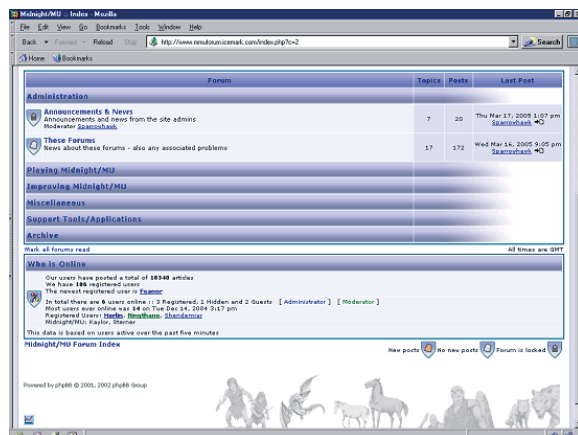 Midnight/MU :: Index - Mozilla
File Edit View Go Bookmarks Tools Window Help
Back Forward Reload Stop http://www.mmuforum.icemark.com/index.php?c=2 Search
Home Bookmarks
Forum Topics Posts Last Post
Administration
Announcements & News
Announcements and news from the site admins
Moderator Sparrowhawk
7 20 Thu Mar 17, 2005 1:07 pm
Sparrowhawk
These Forums
News about these forums - also any associated problems
17 172 Wed Mar 16, 2005 9:05 pm
Sparrowhawk
Playing Midnight/MU
Improving Midnight/MU
Miscellaneous
Support Tools/Applications
Archive
Mark all forums read All times are GMT
Who is Online
Our users have posted a total of 10340 articles
We have 106 registered users
The newest registered user is Feanor
In total there are 6 users online :: 3 Registered, 1 Hidden and 2 Guests [ Administrator ] [ Moderator ]
Most users ever online was 14 on Tue Dec 14, 2004 3:17 pm
Registered Users: Herlin, Ringthane, Shandamiar
Midnight/MU: Kaylor, Sterner
This data is based on users active over the past five minutes
Midnight/MU Forum Index
New posts No new posts Forum is locked
Powered by phpBB © 2001, 2002 phpBB Group